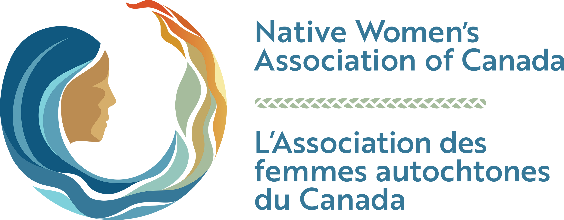 Native Women's
Association of Canada
L'Association des
femmes autochtones
du Canada